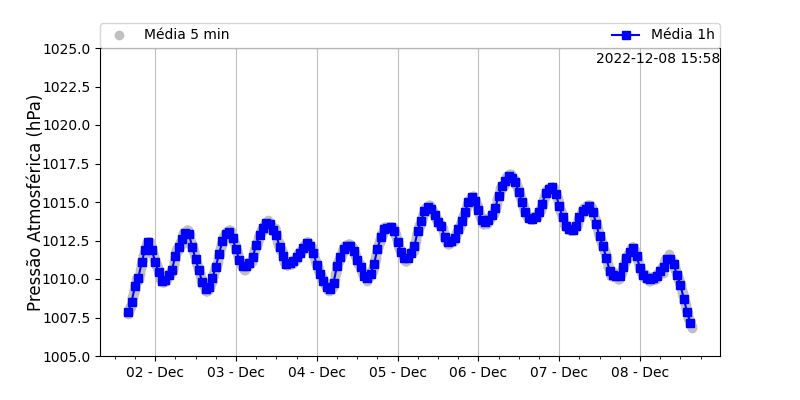 Média 5 min
Média 1h
2022-12-08 15:58
Pressão Atmosférica (hPa)
1025.0
1022.5
1020.0
1017.5
1015.0
1012.5
1010.0
1007.5
1005.0
02 - Dec
03 - Dec
04 - Dec
05 - Dec
06 - Dec
07 - Dec
08 - Dec